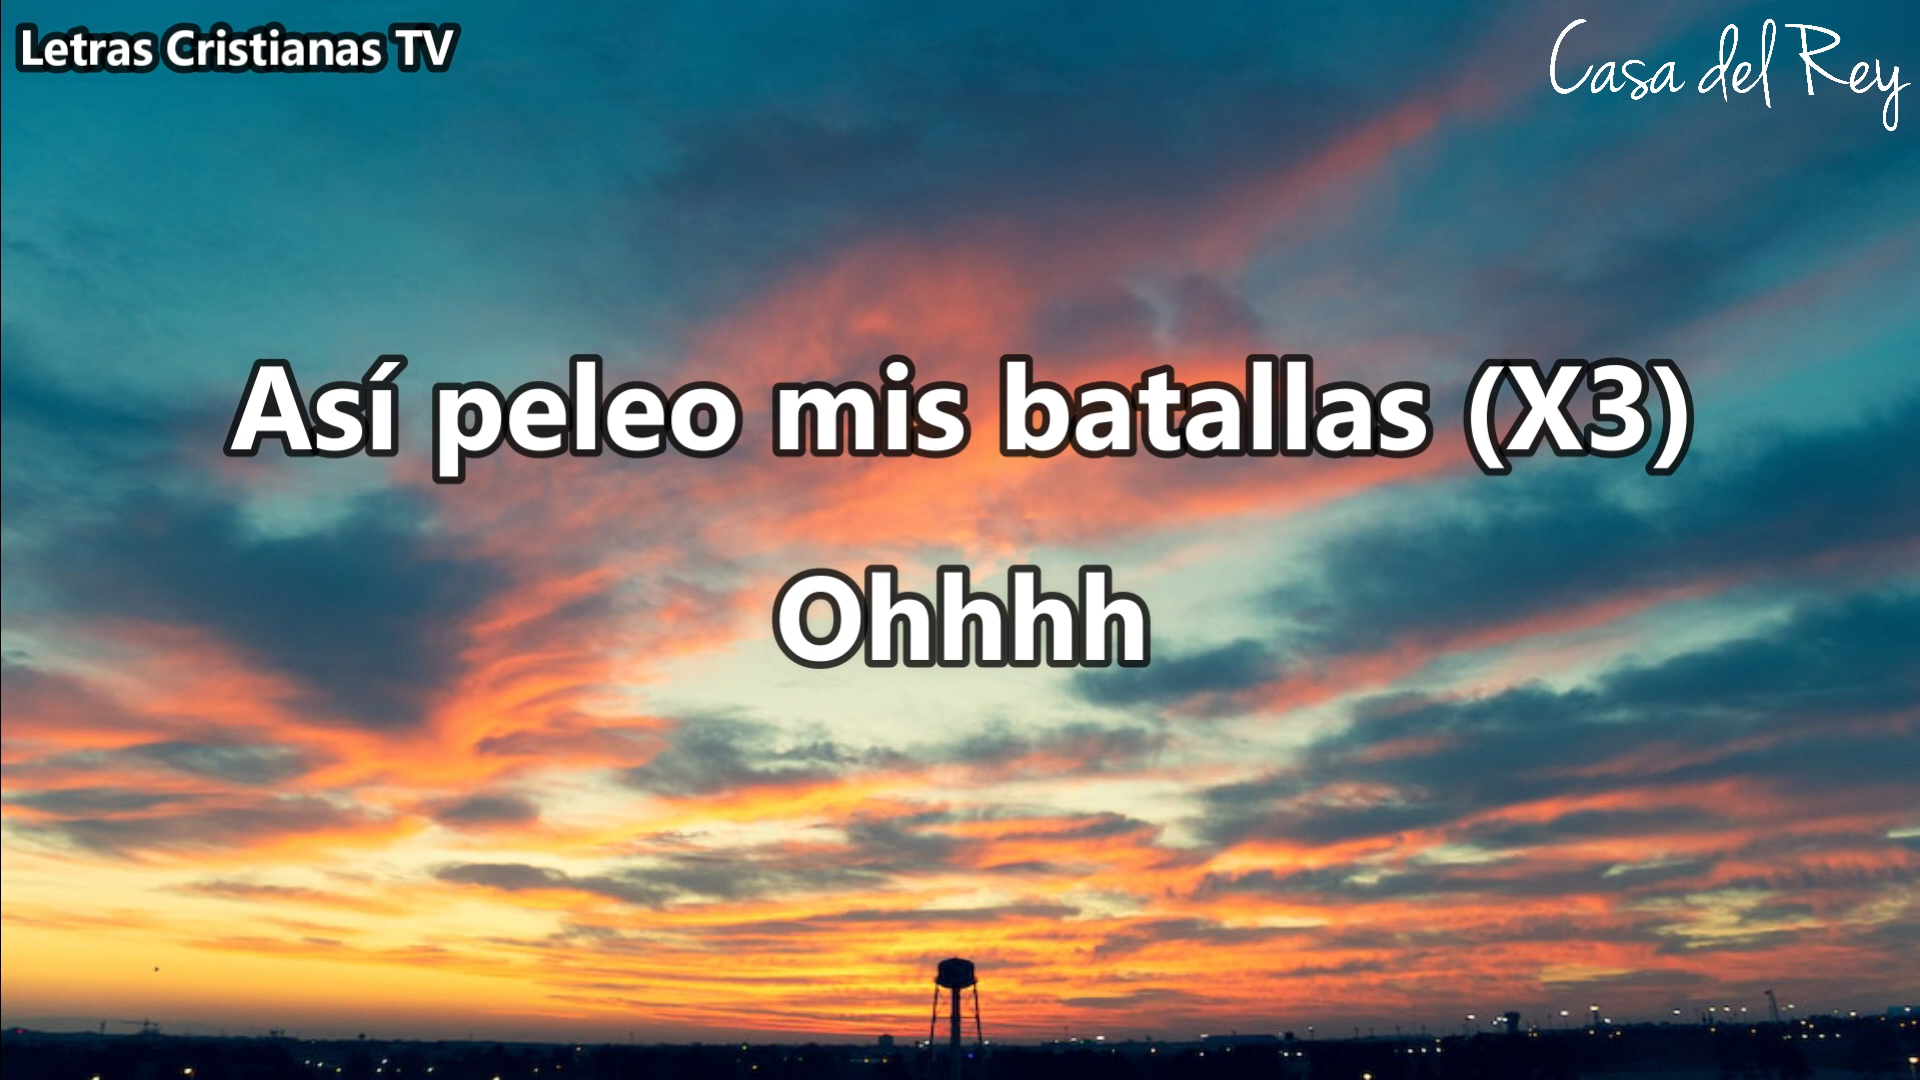 Letras Cristianas TV
Casa del Rey
Así peleo mis batallas (X3)
Ohhhh